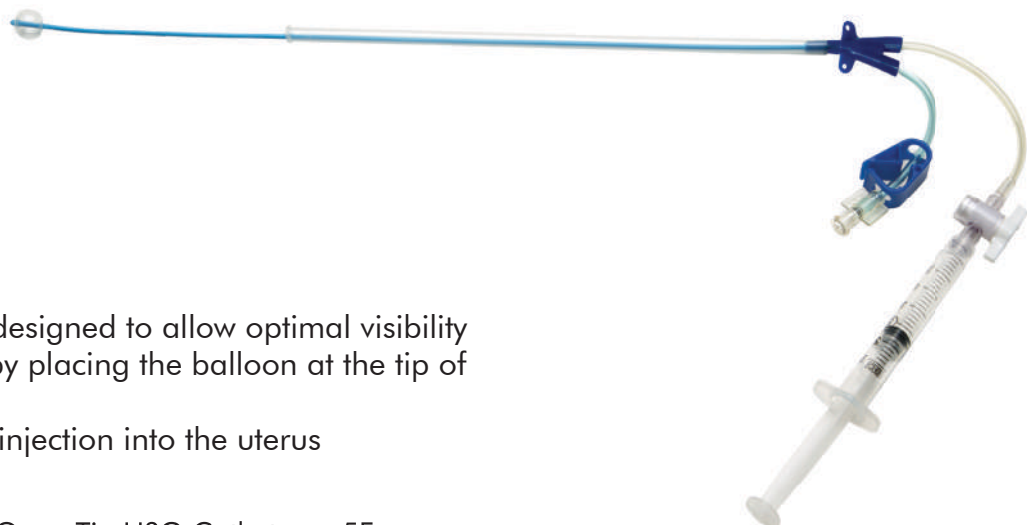 designed to allow optimal visibility
by placing the balloon at the tip of
injection into the uterus